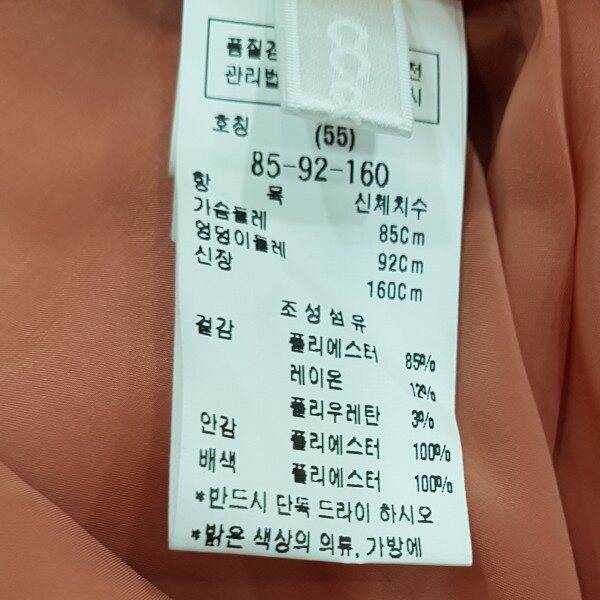 품질
관리법
호칭 (55)
85-92-160
항 목 신체치수
가슴둘레 85Cm
엉덩이둘레 92Cm
신장 160Cm
조성섬유
겉감 폴리에스터 85%
레이온 12%
폴리우레탄 3%
안감 폴리에스터 100%
배색 폴리에스터 100%
*반드시 단독 드라이 하시오
*밝은 색상의 의류, 가방에